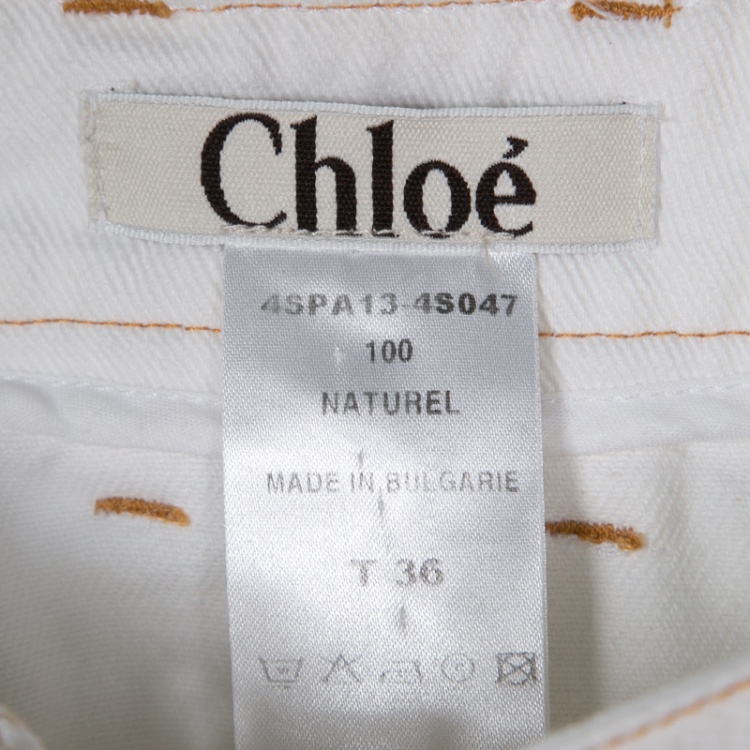 Chloé
4SPA13-4S047
100
NATUREL
MADE IN BULGARIE
T 36